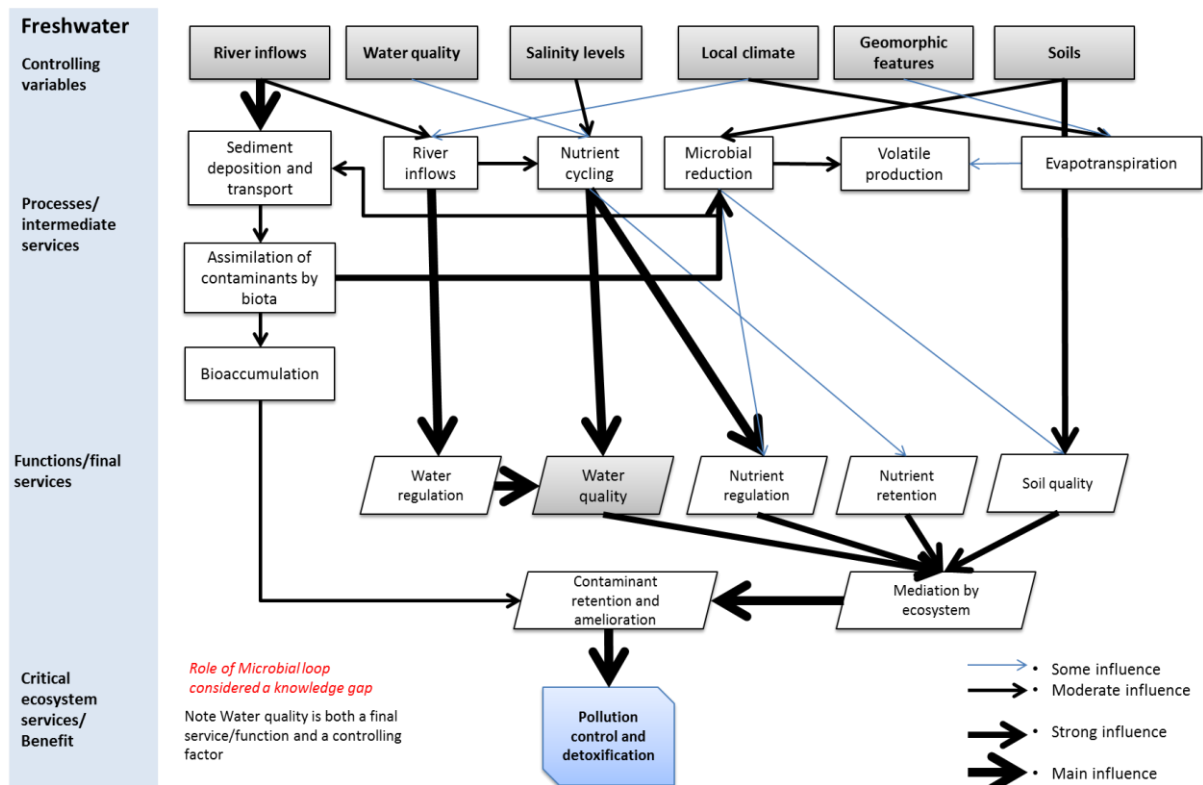 Freshwater
Controlling
variables
River inflows
Water quality
Salinity levels
Local climate
Geomorphic
features
Soils
Processes/
intermediate
services
Sediment
deposition and
transport
River
inflows
Nutrient
cycling
Microbial
reduction
Volatile
production
Evapotranspiration
Assimilation of
contaminants by
biota
Bioaccumulation
Functions/final
services
Water
regulation
Water
quality
Nutrient
regulation
Nutrient
retention
Soil quality
Contaminant
retention and
amelioration
Mediation by
ecosystem
Critical
ecosystem
services/
Benefit
Role of Microbial loop
considered a knowledge gap
Note Water quality is both a final
service/function and a controlling
factor
Pollution
control and
detoxification
• Some influence
• Moderate influence
• Strong influence
• Main influence